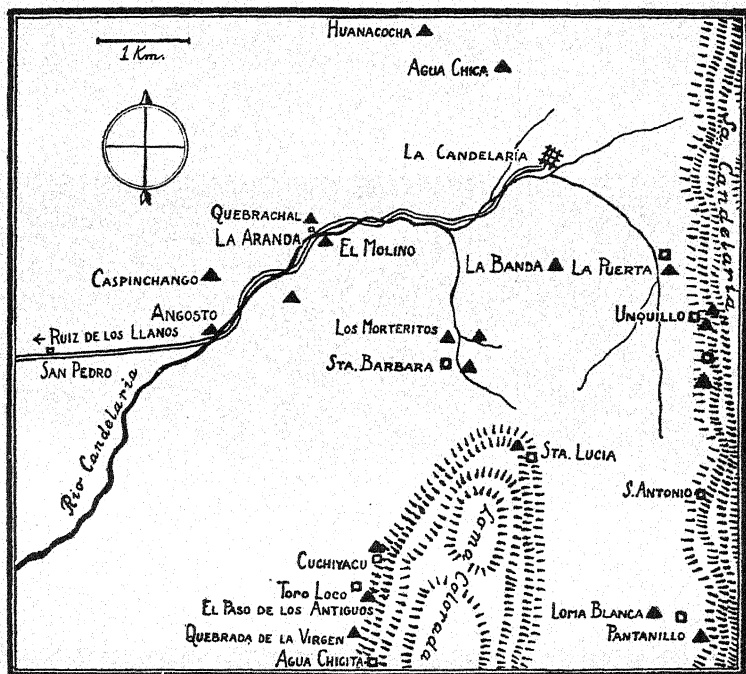 HUANACOCHA
1 Km.
AGUA CHICA
Sa. CANDELARIA
LA CANDELARÍA
QUEBRACHAL
LA ARANDA
EL MOLINO
LA BANDA
LA PUERTA
CASPINCHANGO
ANGOSTO
UNQUILLO
← RUIZ DE LOS LLANOS
LOS MORTERITOS
SAN PEDRO
STA. BARBARA
Rio Candelaria
STA. LUCIA
S. ANTONIO
Loma Colorada
CUCHIYACU
TORO LOCO
EL PASO DE LOS ANTIGUOS
LOMA BLANCA
QUEBRADA DE LA VIRGEN
PANTANILLO
AGUA CHICITA